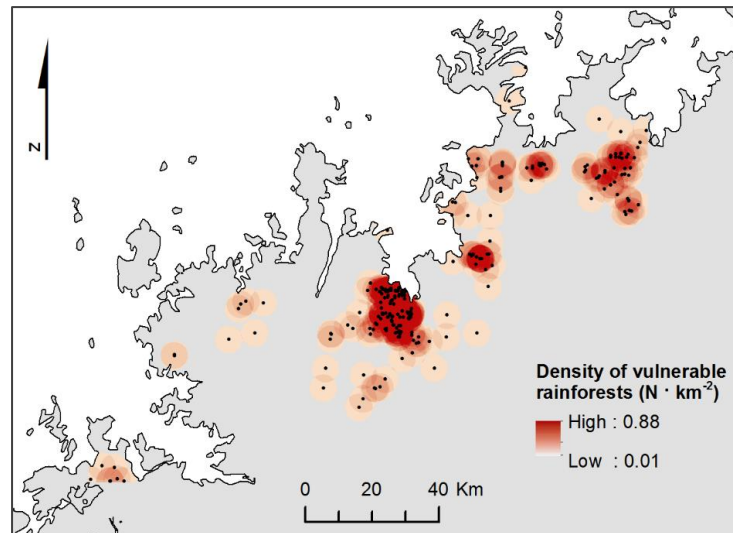 N
Density of vulnerable
rainforests (N · km-2)
High : 0.88
Low : 0.01
0 20 40 Km